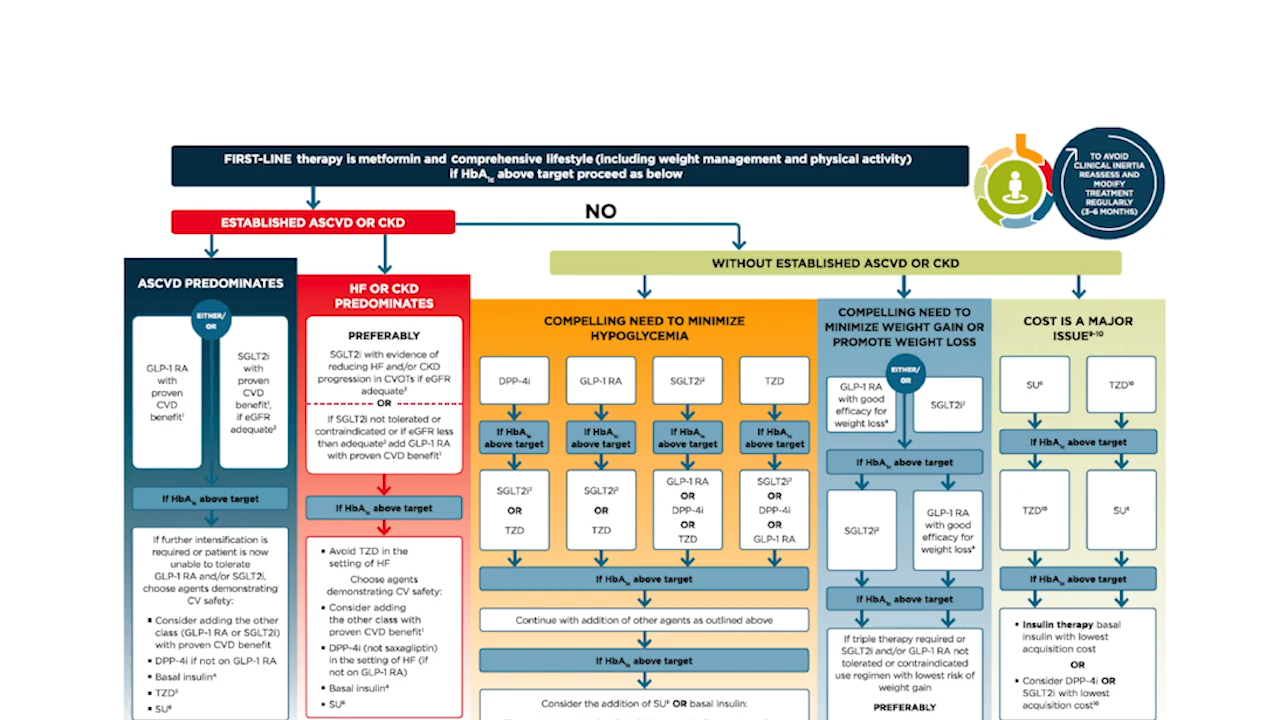 FIRST-LINE therapy is metformin and comprehensive lifestyle (including weight management and physical activity)
if HbA1c above target proceed as below
TO AVOID
CLINICAL INERTIA
REASSESS AND
MODIFY
TREATMENT
REGULARLY
(3-6 MONTHS)
ESTABLISHED ASCVD OR CKD
NO
WITHOUT ESTABLISHED ASCVD OR CKD
ASCVD PREDOMINATES
EITHER/
OR
GLP-1 RA
with
proven
CVD
benefit¹
SGLT2i
with
proven
CVD
benefit¹,
if eGFR
adequate²
If HbA1c above target
If further intensification is
required or patient is now
unable to tolerate
GLP-1 RA and/or SGLT2i,
choose agents demonstrating
CV safety:
▪ Consider adding the other
class (GLP-1 RA or SGLT2i)
with proven CVD benefit
▪ DPP-4i if not on GLP-1 RA
▪ Basal insulin⁴
▪ TZD⁵
▪ SU⁶
HF OR CKD
PREDOMINATES
PREFERABLY
SGLT2i with evidence of
reducing HF and/or CKD
progression in CVOTs if eGFR
adequate³
OR
If SGLT2i not tolerated or
contraindicated or if eGFR less
than adequate² add GLP-1 RA
with proven CVD benefit¹
If HbA1c above target
▪ Avoid TZD in the
setting of HF
Choose agents
demonstrating CV safety:
▪ Consider adding
the other class with
proven CVD benefit¹
▪ DPP-4i (not saxagliptin)
in the setting of HF (if
not on GLP-1 RA)
▪ Basal insulin⁴
▪ SU⁶
COMPELLING NEED TO MINIMIZE
HYPOGLYCEMIA
DPP-4i
GLP-1 RA
SGLT2i²
TZD
If HbA1c
above target
If HbA1c
above target
If HbA1c
above target
If HbA1c
above target
SGLT2i²
OR
TZD
SGLT2i²
OR
TZD
GLP-1 RA
OR
DPP-4i
OR
TZD
SGLT2i²
OR
DPP-4i
OR
GLP-1 RA
If HbA1c above target
Continue with addition of other agents as outlined above
If HbA1c above target
Consider the addition of SU⁶ OR basal insulin:
COMPELLING NEED TO
MINIMIZE WEIGHT GAIN OR
PROMOTE WEIGHT LOSS
EITHER/
OR
GLP-1 RA
with good
efficacy for
weight loss⁸
SGLT2i²
If HbA1c above target
SGLT2i²
GLP-1 RA
with good
efficacy for
weight loss⁸
If HbA1c above target
If triple therapy required or
SGLT2i and/or GLP-1 RA not
tolerated or contraindicated
use regimen with lowest risk of
weight gain
PREFERABLY
COST IS A MAJOR
ISSUE⁹⁻¹⁰
SU⁶
TZD¹⁰
If HbA1c above target
TZD¹⁰
SU⁶
If HbA1c above target
▪ Insulin therapy basal
insulin with lowest
acquisition cost
OR
▪ Consider DPP-4i OR
SGLT2i with lowest
acquisition cost¹⁰